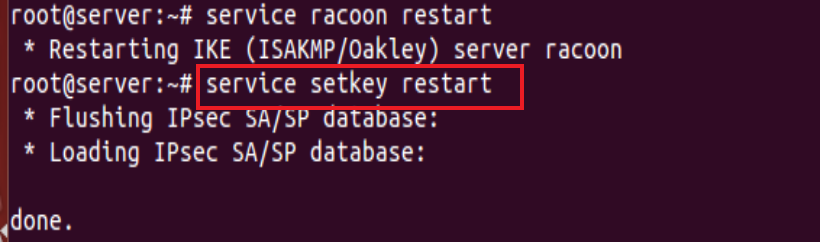 root@server:~# service racoon restart
 * Restarting IKE (ISAKMP/Oakley) server racoon
root@server:~# service setkey restart
 * Flushing IPsec SA/SP database:
 * Loading IPsec SA/SP database:
done.